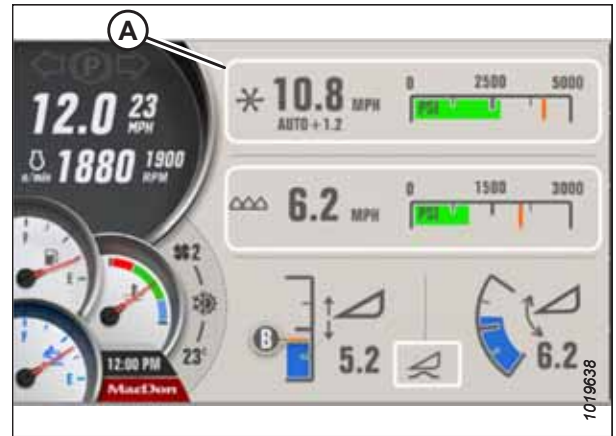 A
P
12.0 23
MPH
n/min 1880 1900
RPM
10.8 MPH
AUTO + 1.2
0 2500 5000
PSI
6.2 MPH
0 1500 3000
PSI
F
E
2
F
E
12:00 PM
23°
MacDon
B
5.2
6.2
1019638